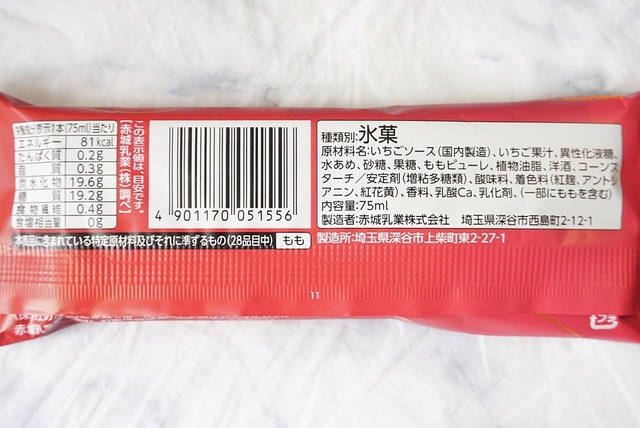 栄養成分表示1本(75ml)当たり
エネルギー 81kcal
たんぱく質 0.2g
脂質 0.3g
炭水化物 19.6g
糖質 19.2g
食物繊維 0.4g
食塩相当量 0g
この表示値は、目安です。
【赤城乳業(株)調べ】
4 901170 051556
種類別:氷菓
原材料名:いちごソース(国内製造)、いちご果汁、異性化液糖、
水あめ、砂糖、果糖、ももピューレ、植物油脂、洋酒、コーンス
ターチ/安定剤(増粘多糖類)、酸味料、着色料(紅麹、アントシ
アニン、紅花黄)、香料、乳酸Ca、乳化剤、(一部にももを含む)
内容量:75ml
製造者:赤城乳業株式会社 埼玉県深谷市西島町2-12-1
本商品に含まれている特定原材料及びそれに準ずるもの(28品目中) もも
製造所:埼玉県深谷市上柴町東2-27-1
11
赤城乳
プラ